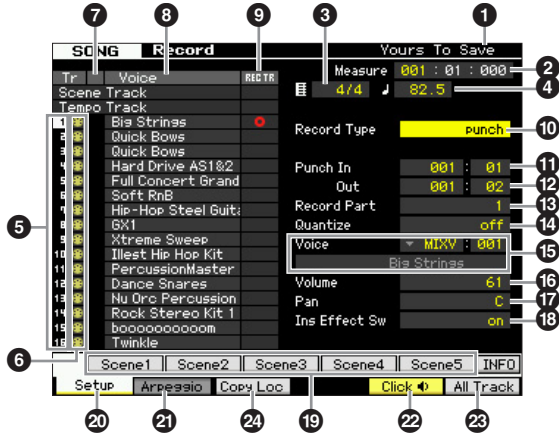 7 8 9 3 1
SONG Record Yours To Save
Measure 001 : 01 : 000 2
4/4 82.5 4
Tr Voice REC TR
Scene Track
Tempo Track
1 Big Strings
Record Type punch 10
2 Quick Bows
3 Quick Bows
4 Hard Drive AS1&2
Punch In 001 : 01 11
5 Full Concert Grand
Out 001 : 02 12
6 Soft RnB
7 Hip-Hop Steel Guita
Record Part 1 13
8 GX1
Quantize off 14
5
9 Xtreme Sweep
Voice MIXV : 001 15
10 Illest Hip Hop Kit
Big Strings
11 PercussionMaster
12 Dance Snares
Volume 61 16
13 Nu Orc Percussion
Pan C 17
14 Rock Stereo Kit 1
Ins Effect Sw on 18
15 booooooooom
16 Twinkle
6
Scene1 Scene2 Scene3 Scene4 Scene5 INFO
Setup Arpeggio Copy Loc Click All Track
20 21 24 19 22 23